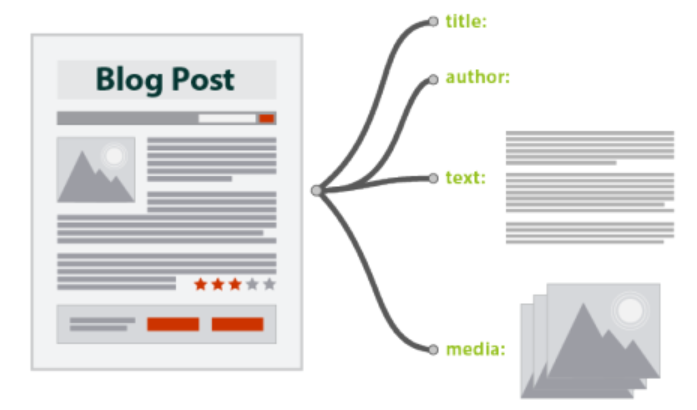 Blog Post
title:
author:
text:
media: